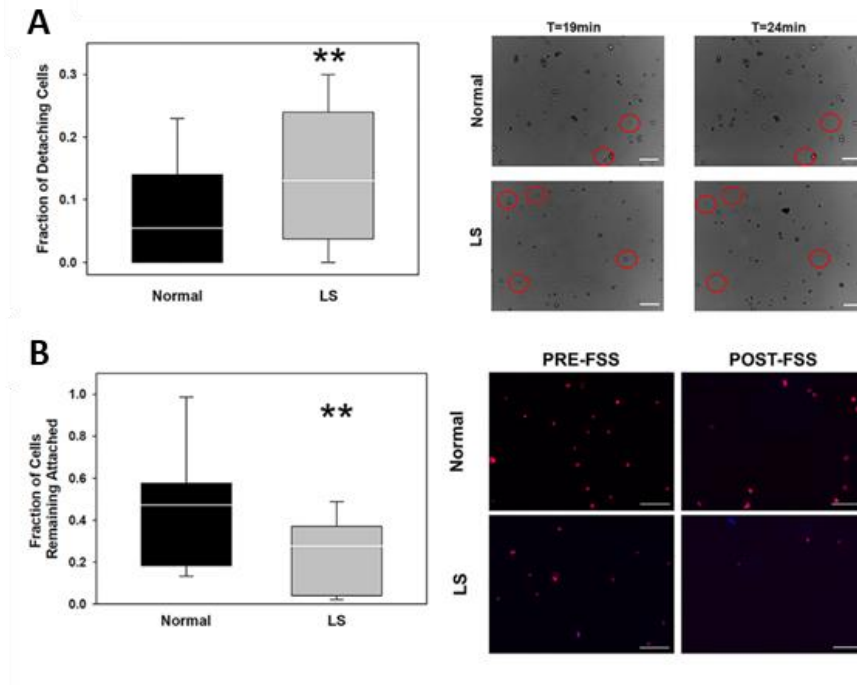 A
Fraction of Detaching Cells
0.3
0.2
0.1
0.0
**
Normal
LS
T=19min
T=24min
Normal
LS
B
Fraction of Cells
Remaining Attached
1.0
0.8
0.6
0.4
0.2
0.0
**
Normal
LS
PRE-FSS
POST-FSS
Normal
LS